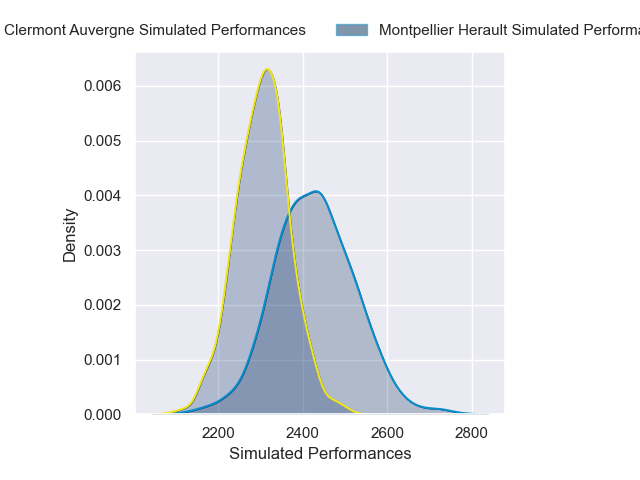 Clermont Auvergne Simulated Performances
Montpellier Herault Simulated Performa
0.006
0.005
0.004
0.003
0.002
0.001
0.000
Density
2200 2400 2600 2800
Simulated Performances